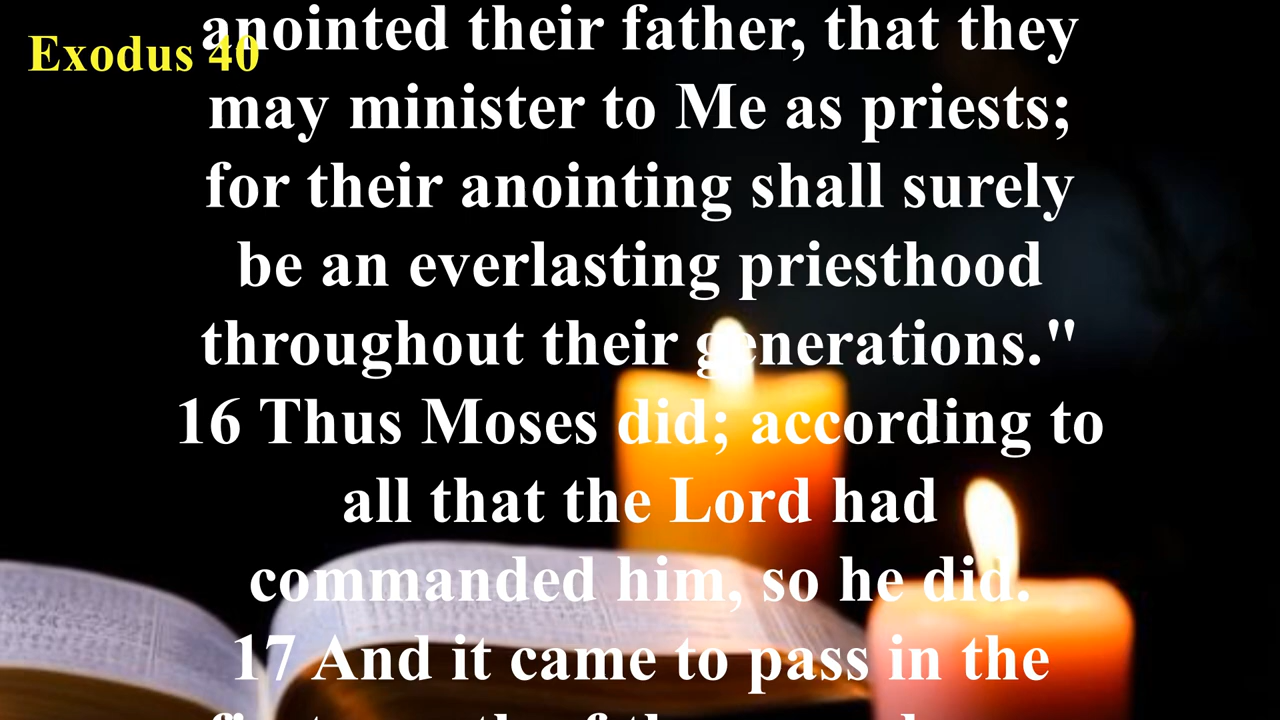 Exodus 40
anointed their father, that they
may minister to Me as priests;
for their anointing shall surely
be an everlasting priesthood
throughout their generations."
16 Thus Moses did; according to
all that the Lord had
commanded him, so he did.
17 And it came to pass in the